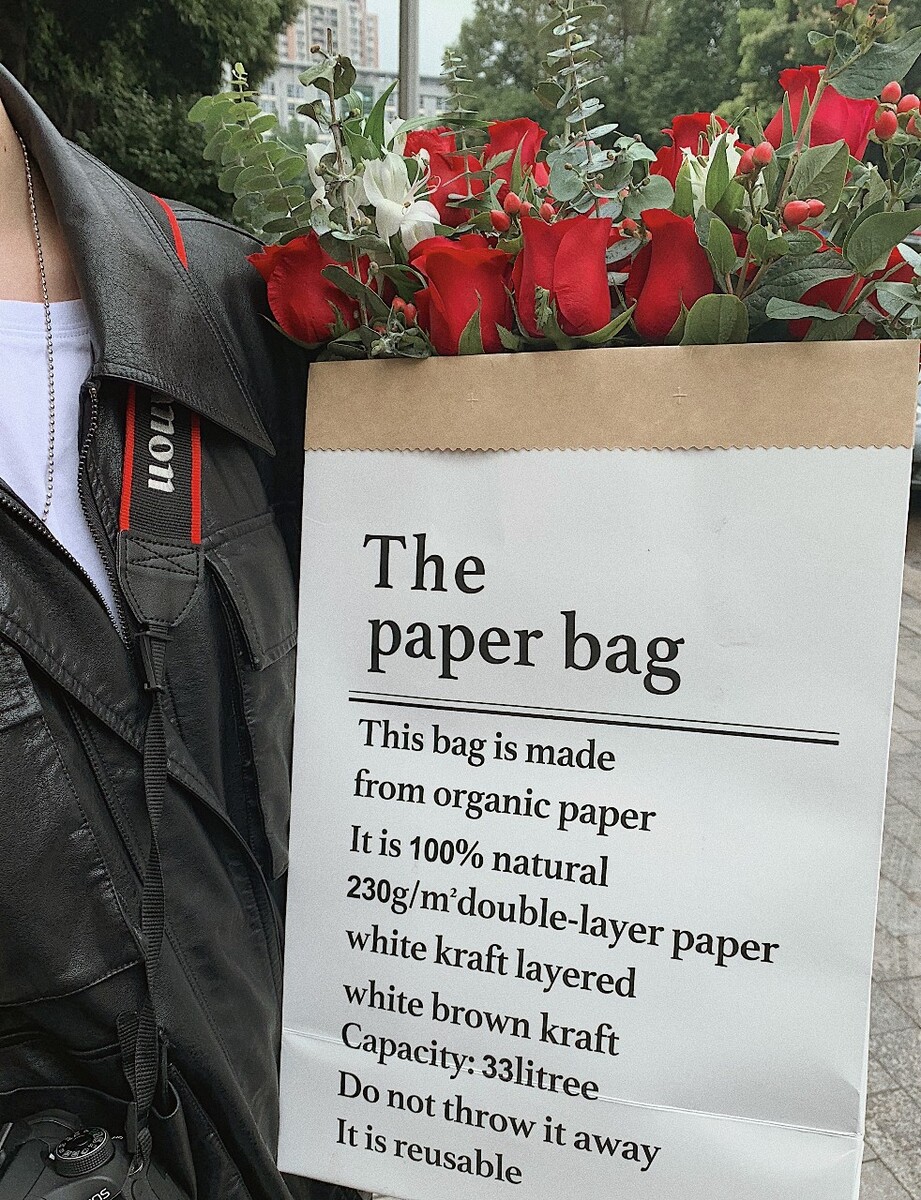 The
paper bag
This bag is made
from organic paper
It is 100% natural
230g/m²double-layer paper
white kraft layered
white brown kraft
Capacity: 33litree
Do not throw it away
It is reusable